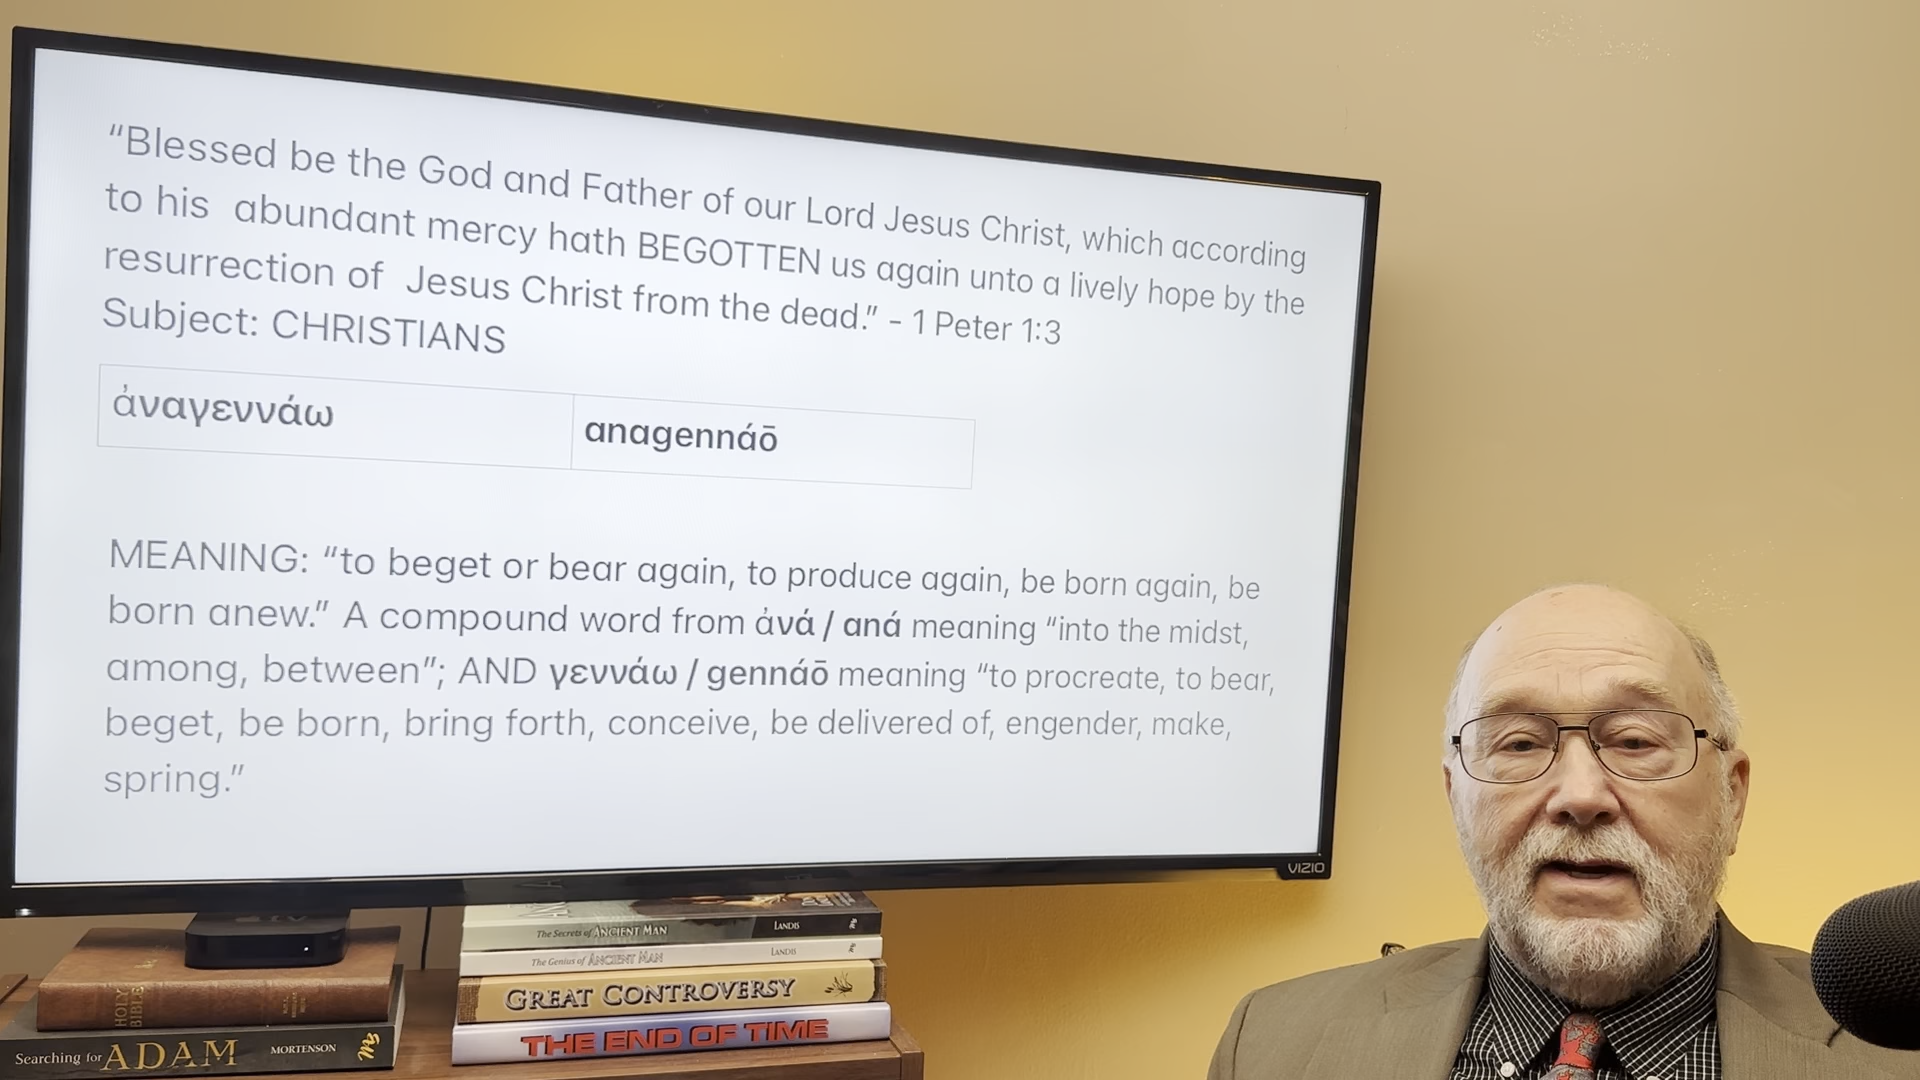 “Blessed be the God and Father of our Lord Jesus Christ, which according
to his abundant mercy hath BEGOTTEN us again unto a lively hope by the
resurrection of Jesus Christ from the dead.” - 1 Peter 1:3
Subject: CHRISTIANS
ἀναγεννάω
anagennáō
MEANING: “to beget or bear again, to produce again, be born again, be
born anew.” A compound word from ἀνά / aná meaning “into the midst,
among, between”; AND γεννάω / gennáō meaning “to procreate, to bear,
beget, be born, bring forth, conceive, be delivered of, engender, make,
spring.”
VIZIO
The Secrets of ANCIENT MAN LANDIS
The Genius of ANCIENT MAN LANDIS
GREAT CONTROVERSY
THE END OF TIME
HOLY
BIBLE
Searching for ADAM MORTENSON